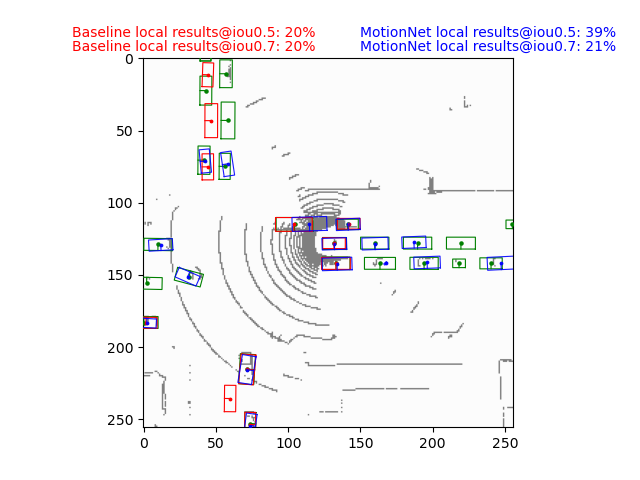 Baseline local results@iou0.5: 20% MotionNet local results@iou0.5: 39%
Baseline local results@iou0.7: 20% MotionNet local results@iou0.7: 21%
0
50
100
150
200
250
0 50 100 150 200 250